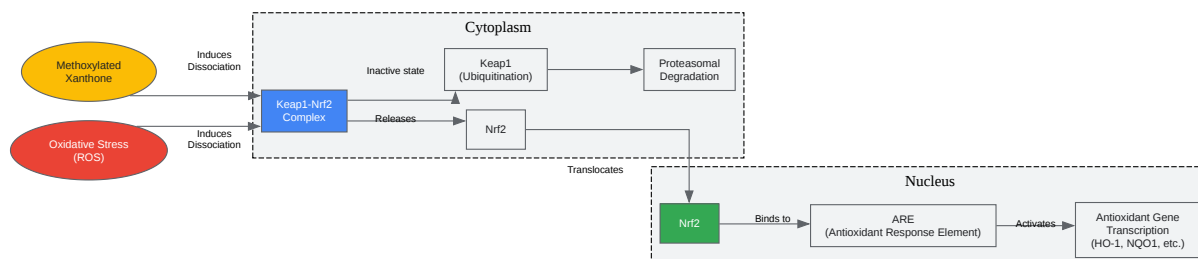 Cytoplasm
Methoxylated
Xanthone
Induces
Dissociation
Oxidative Stress
(ROS)
Induces
Dissociation
Keap1-Nrf2
Complex
Inactive state
Releases
Keap1
(Ubiquitination)
Proteasomal
Degradation
Nrf2
Translocates
Nucleus
Nrf2
Binds to
ARE
(Antioxidant Response Element)
Activates
Antioxidant Gene
Transcription
(HO-1, NQO1, etc.)